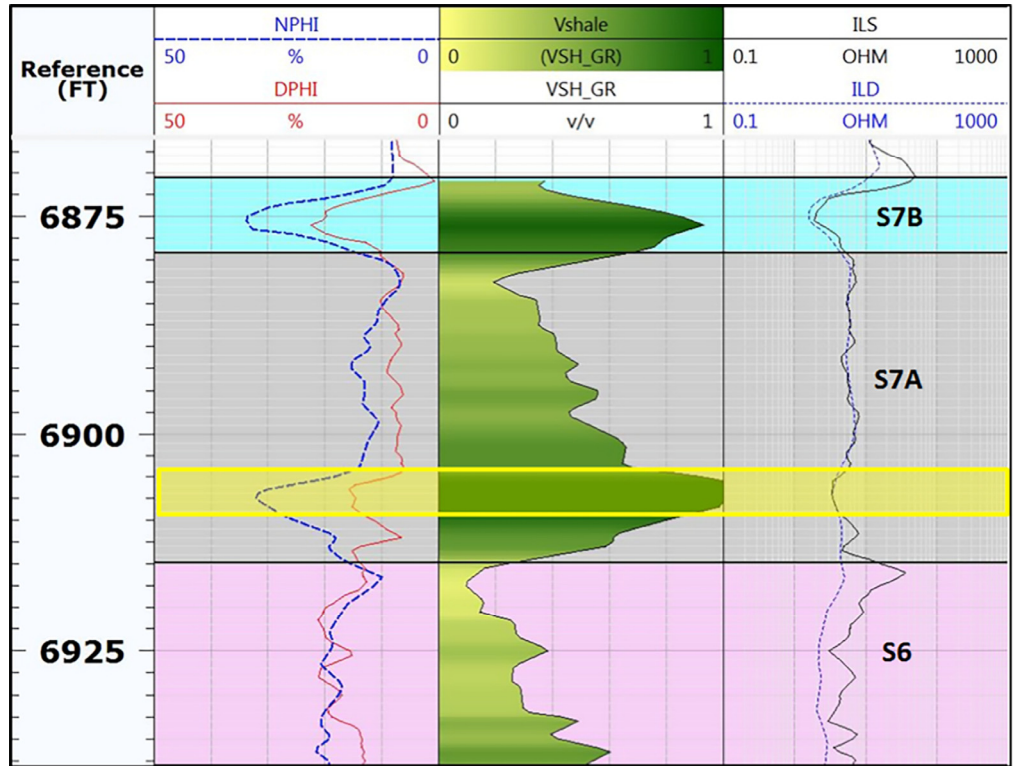 Reference
(FT)
NPHI
50 % 0
DPHI
50 % 0
Vshale
0 (VSH_GR) 1
VSH_GR
0 v/v 1
ILS
0.1 OHM 1000
ILD
0.1 OHM 1000
6875
S7B
S7A
6900
6925
S6